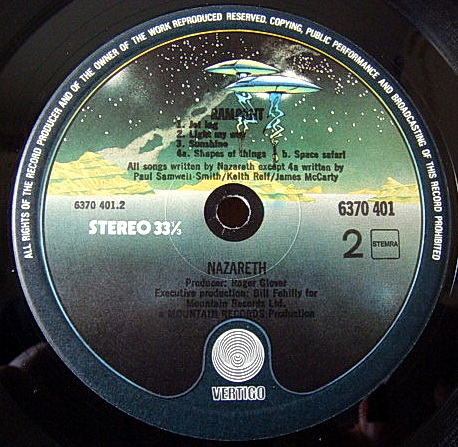 ALL RIGHTS OF THE RECORD PRODUCER AND OF THE OWNER OF THE WORK REPRODUCED RESERVED. COPYING, PUBLIC PERFORMANCE AND BROADCASTING OF THIS RECORD PROHIBITED
RAMPANT
1. Jet lag
2. Light my way
3. Sunshine
4a. Shapes of things b. Space safari
All songs written by Nazareth except 4a written by
Paul Samwell-Smith/Keith Relf/James McCarty
6370 401.2
6370 401
STEREO 33⅓
2
STEMRA
NAZARETH
Producer: Roger Glover
Executive production: Bill Fehilly for
Mountain Records Ltd.
a MOUNTAIN RECORDS Production
VERTIGO